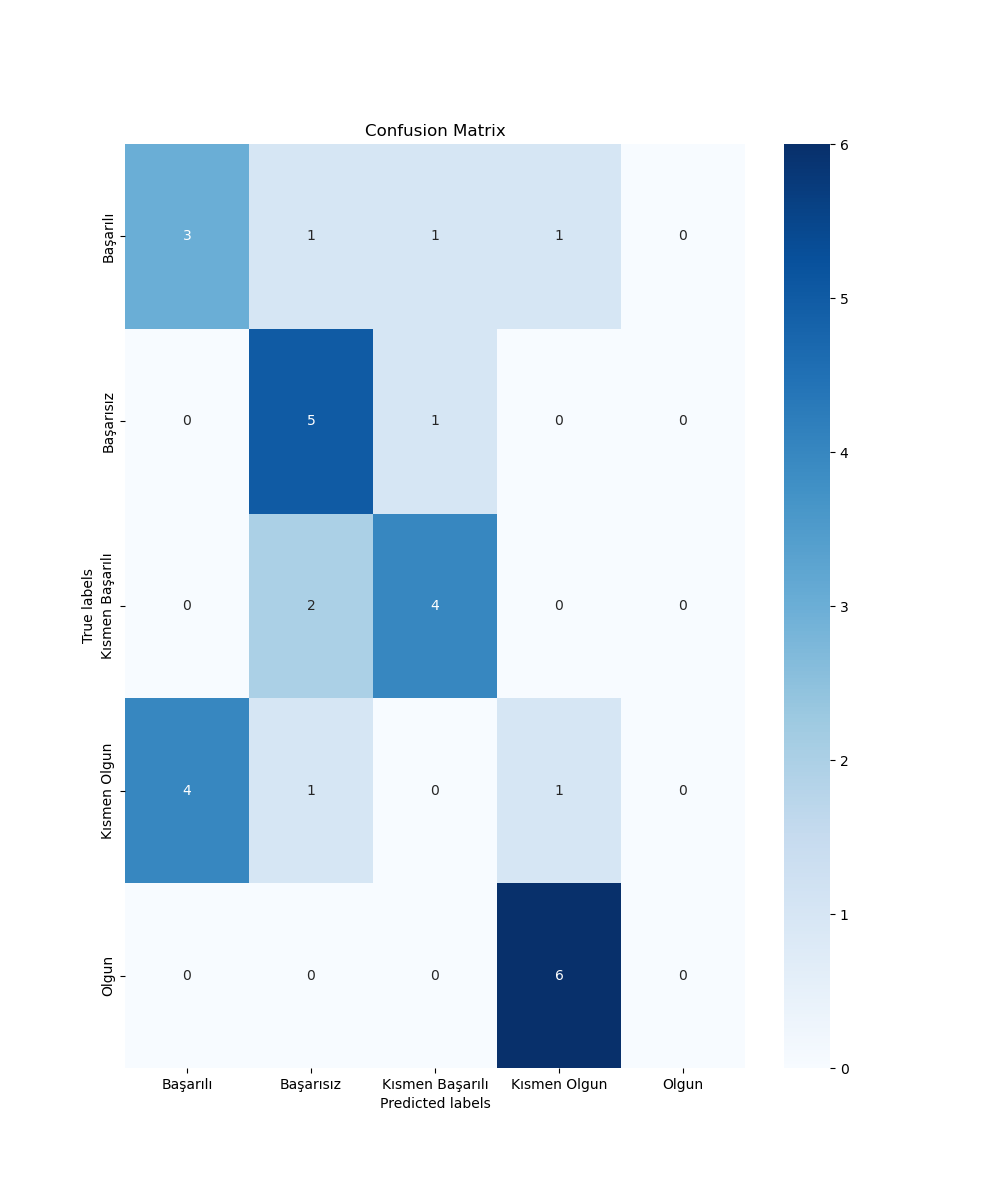 Confusion Matrix
Başarılı
3 1 1 1 0
Başarısız
0 5 1 0 0
True labels
Kısmen Başarılı
0 2 4 0 0
Kısmen Olgun
4 1 0 1 0
Olgun
0 0 0 6 0
Başarılı Başarısız Kısmen Başarılı Kısmen Olgun Olgun
Predicted labels
6
5
4
3
2
1
0